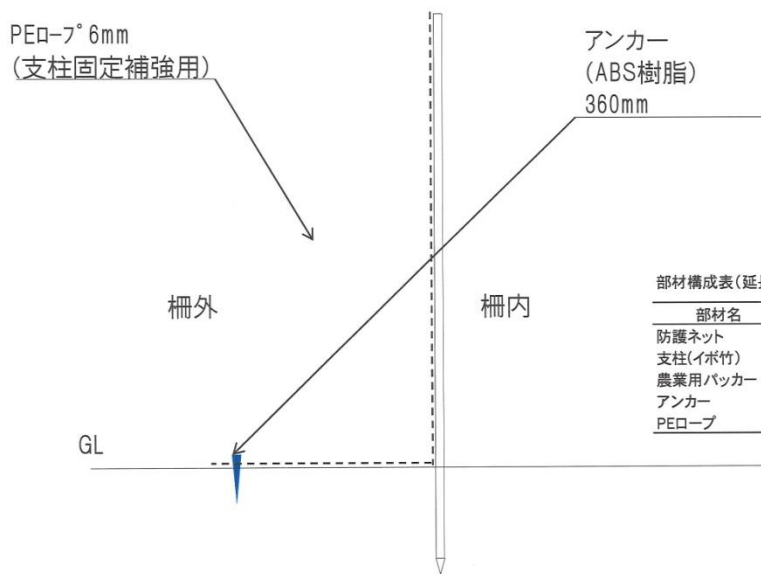 PEロープ6mm
(支柱固定補強用)
アンカー
(ABS樹脂)
360mm
柵外
柵内
部材構成表(延
部材名
防護ネット
支柱(イボ竹)
農業用パッカー
アンカー
PEロープ
GL